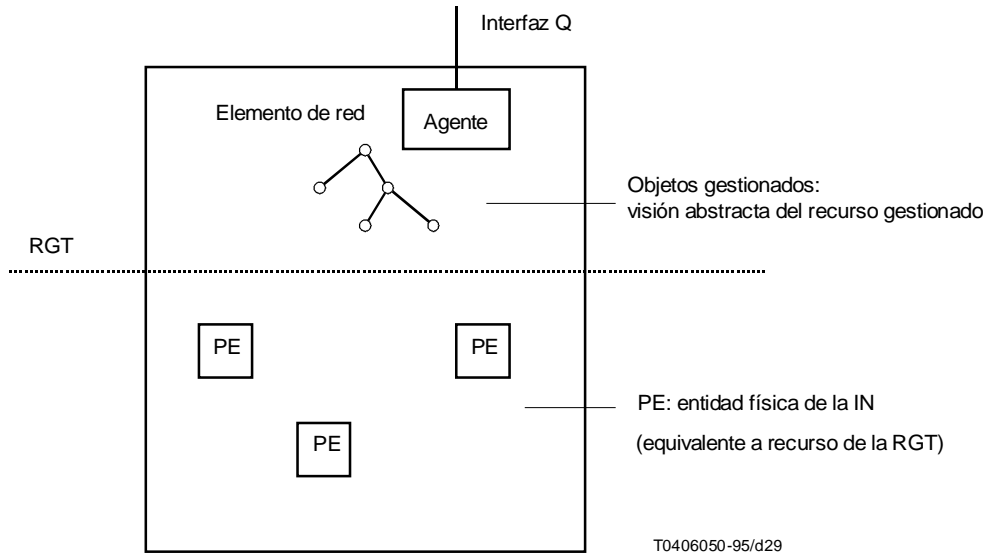 Interfaz Q
Elemento de red
Agente
Objetos gestionados:
visión abstracta del recurso gestionado
RGT
PE
PE
PE: entidad física de la IN
PE
(equivalente a recurso de la RGT)
T0406050-95/d29